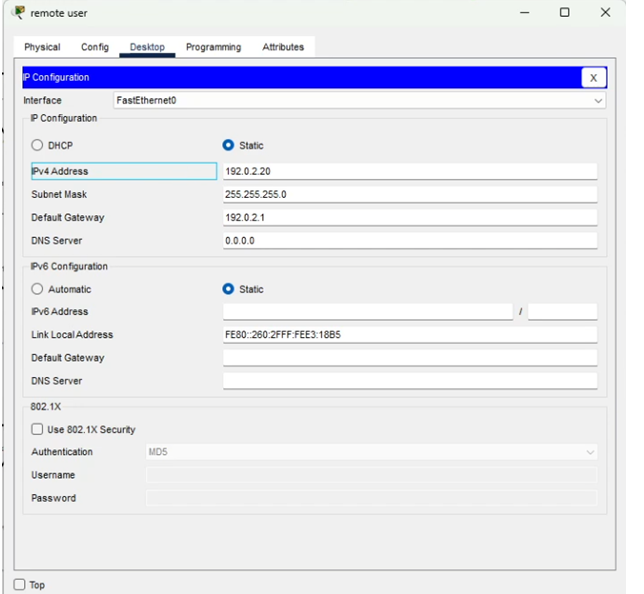 remote user
Physical Config Desktop Programming Attributes
IP Configuration X
Interface FastEthernet0
IP Configuration
DHCP Static
IPv4 Address 192.0.2.20
Subnet Mask 255.255.255.0
Default Gateway 192.0.2.1
DNS Server 0.0.0.0
IPv6 Configuration
Automatic Static
IPv6 Address /
Link Local Address FE80::260:2FFF:FEE3:18B5
Default Gateway
DNS Server
802.1X
Use 802.1X Security
Authentication MD5
Username
Password
Top